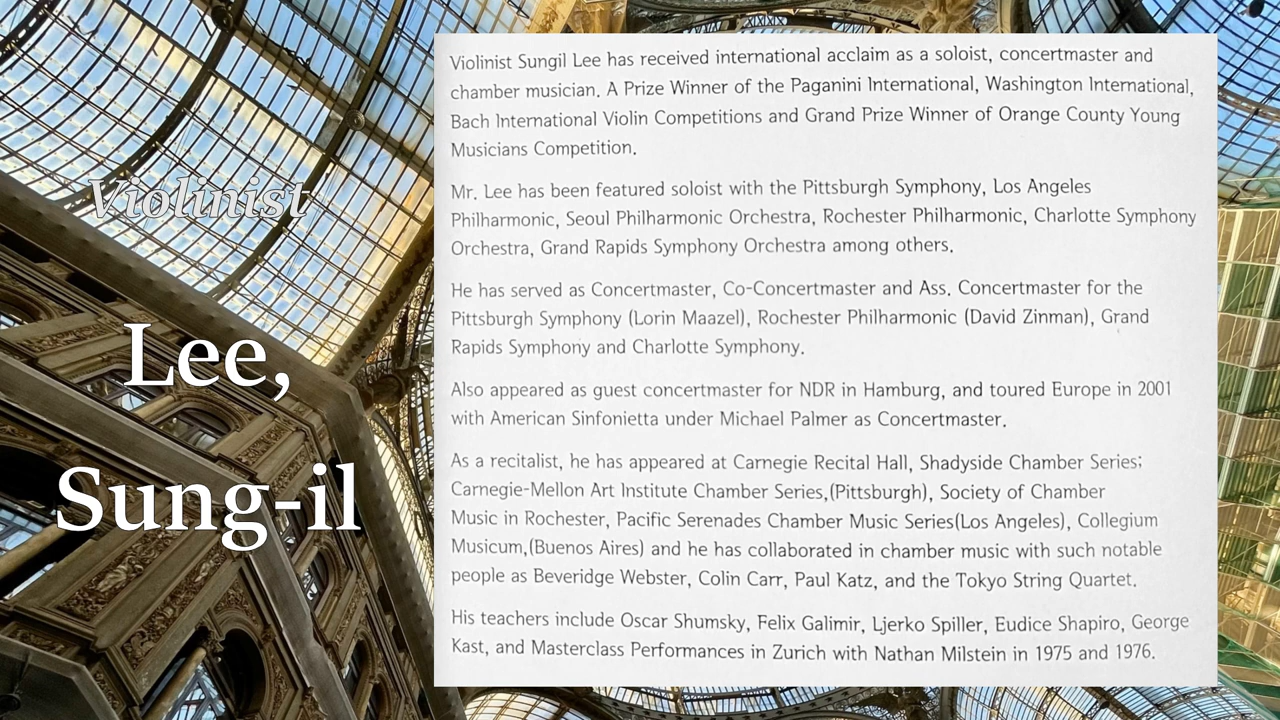 Violinist
Lee,
Sung-il
Violinist Sungil Lee has received international acclaim as a soloist, concertmaster and
chamber musician. A Prize Winner of the Paganini International, Washington International,
Bach International Violin Competitions and Grand Prize Winner of Orange County Young
Musicians Competition.
Mr. Lee has been featured soloist with the Pittsburgh Symphony, Los Angeles
Philharmonic, Seoul Philharmonic Orchestra, Rochester Philharmonic, Charlotte Symphony
Orchestra, Grand Rapids Symphony Orchestra among others.
He has served as Concertmaster, Co-Concertmaster and Ass. Concertmaster for the
Pittsburgh Symphony (Lorin Maazel), Rochester Philharmonic (David Zinman), Grand
Rapids Symphony and Charlotte Symphony.
Also appeared as guest concertmaster for NDR in Hamburg, and toured Europe in 2001
with American Sinfonietta under Michael Palmer as Concertmaster.
As a recitalist, he has appeared at Carnegie Recital Hall, Shadyside Chamber Series;
Carnegie-Mellon Art Institute Chamber Series,(Pittsburgh), Society of Chamber
Music in Rochester, Pacific Serenades Chamber Music Series(Los Angeles), Collegium
Musicum,(Buenos Aires) and he has collaborated in chamber music with such notable
people as Beveridge Webster, Colin Carr, Paul Katz, and the Tokyo String Quartet.
His teachers include Oscar Shumsky, Felix Galimir, Ljerko Spiller, Eudice Shapiro, George
Kast, and Masterclass Performances in Zurich with Nathan Milstein in 1975 and 1976.